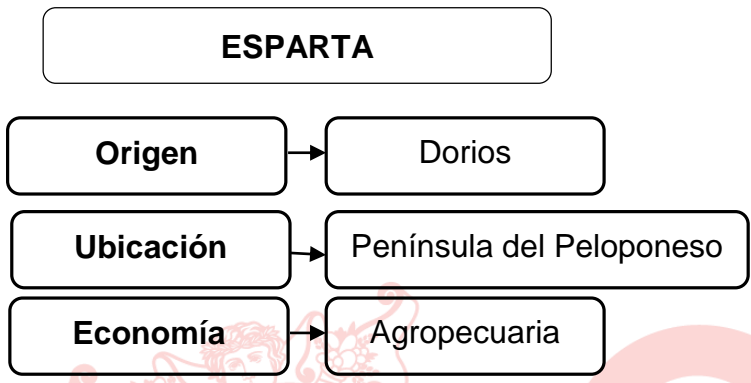 ESPARTA
Origen
Dorios
Ubicación
Península del Peloponeso
Economía
Agropecuaria